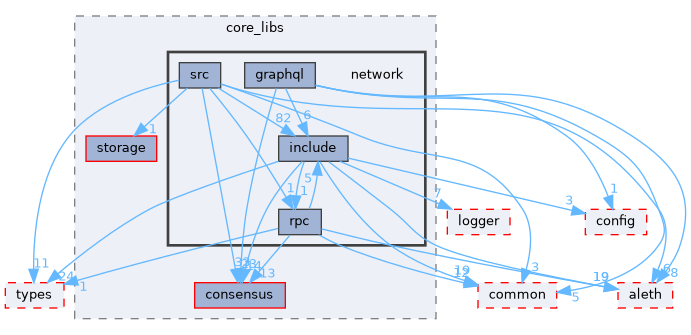 core_libs
src
graphql
network
1
82
6
storage
include
1
1
5
7
3
1
rpc
logger
config
11
24
1
13
19
3
19
5
8
types
consensus
common
aleth